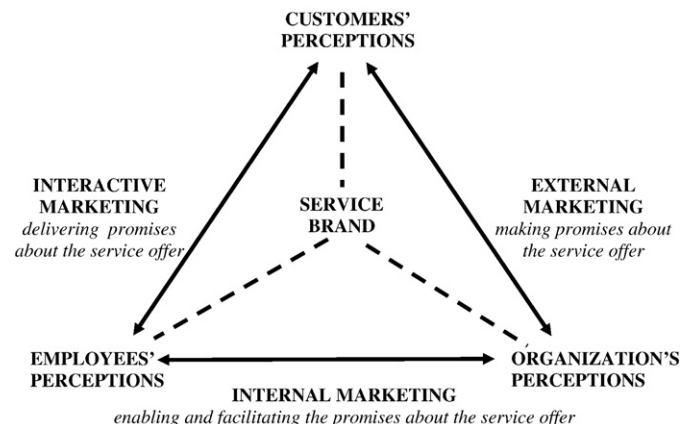 CUSTOMERS'
PERCEPTIONS
INTERACTIVE
MARKETING
delivering promises
about the service offer
SERVICE
BRAND
EXTERNAL
MARKETING
making promises about
the service offer
EMPLOYEES'
PERCEPTIONS
ORGANIZATION'S
PERCEPTIONS
INTERNAL MARKETING
enabling and facilitating the promises about the service offer